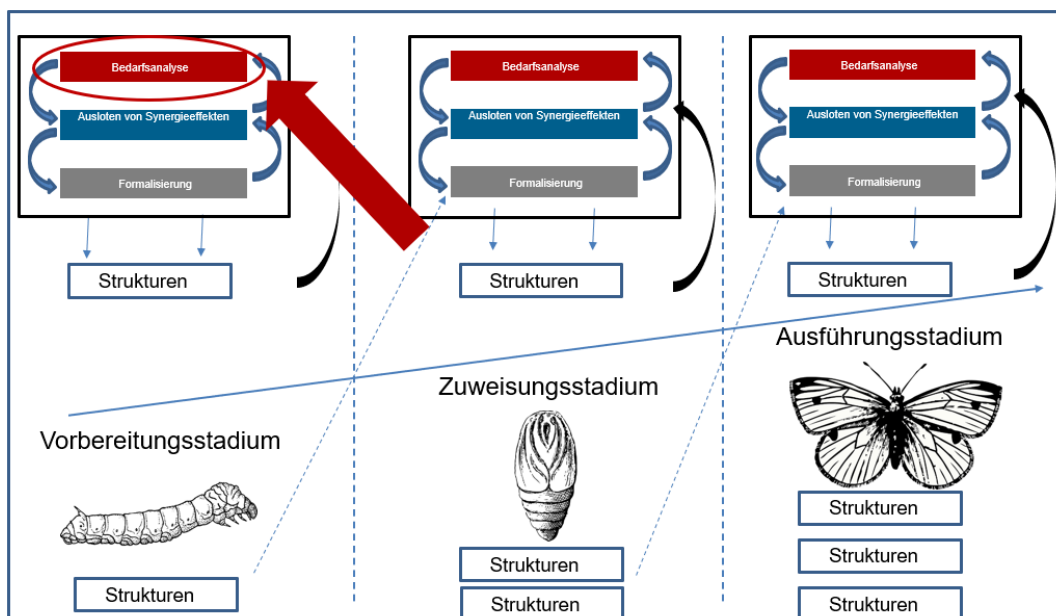 Bedarfsanalyse
Ausloten von Synergieeffekten
Formalisierung
Strukturen
Bedarfsanalyse
Ausloten von Synergieeffekten
Formalisierung
Strukturen
Bedarfsanalyse
Ausloten von Synergieeffekten
Formalisierung
Strukturen
Vorbereitungsstadium
Strukturen
Zuweisungsstadium
Strukturen
Strukturen
Ausführungsstadium
Strukturen
Strukturen
Strukturen